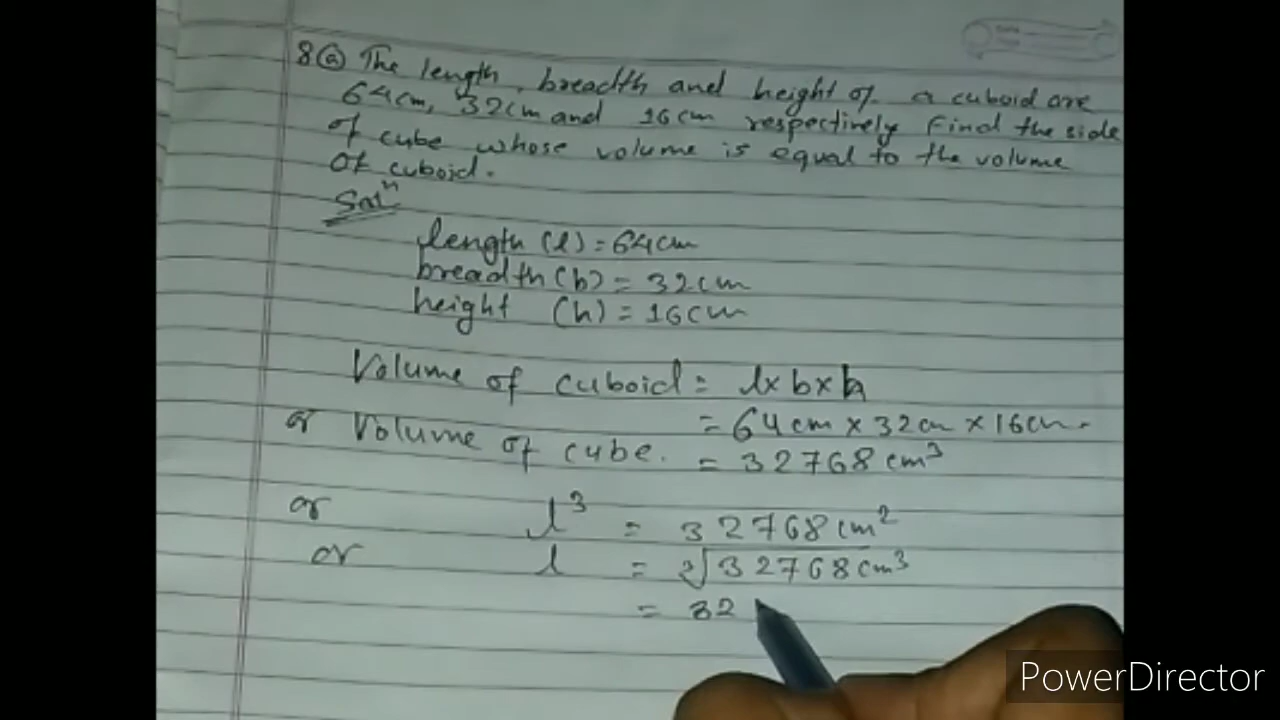 8(a) The length, breadth and height of a cuboid are
64cm, 32cm and 16cm respectively Find the side
of cube whose volume is equal to the volume
of cuboid.
Solⁿ
length (l) = 64cm
breadth (b) = 32cm
height (h) = 16cm
Volume of cuboid = l×b×h
= 64cm × 32cm × 16cm.
or Volume of cube. = 32768 cm³
or l³ = 32768 cm²
or l = ³√32768cm³
= 32
PowerDirector